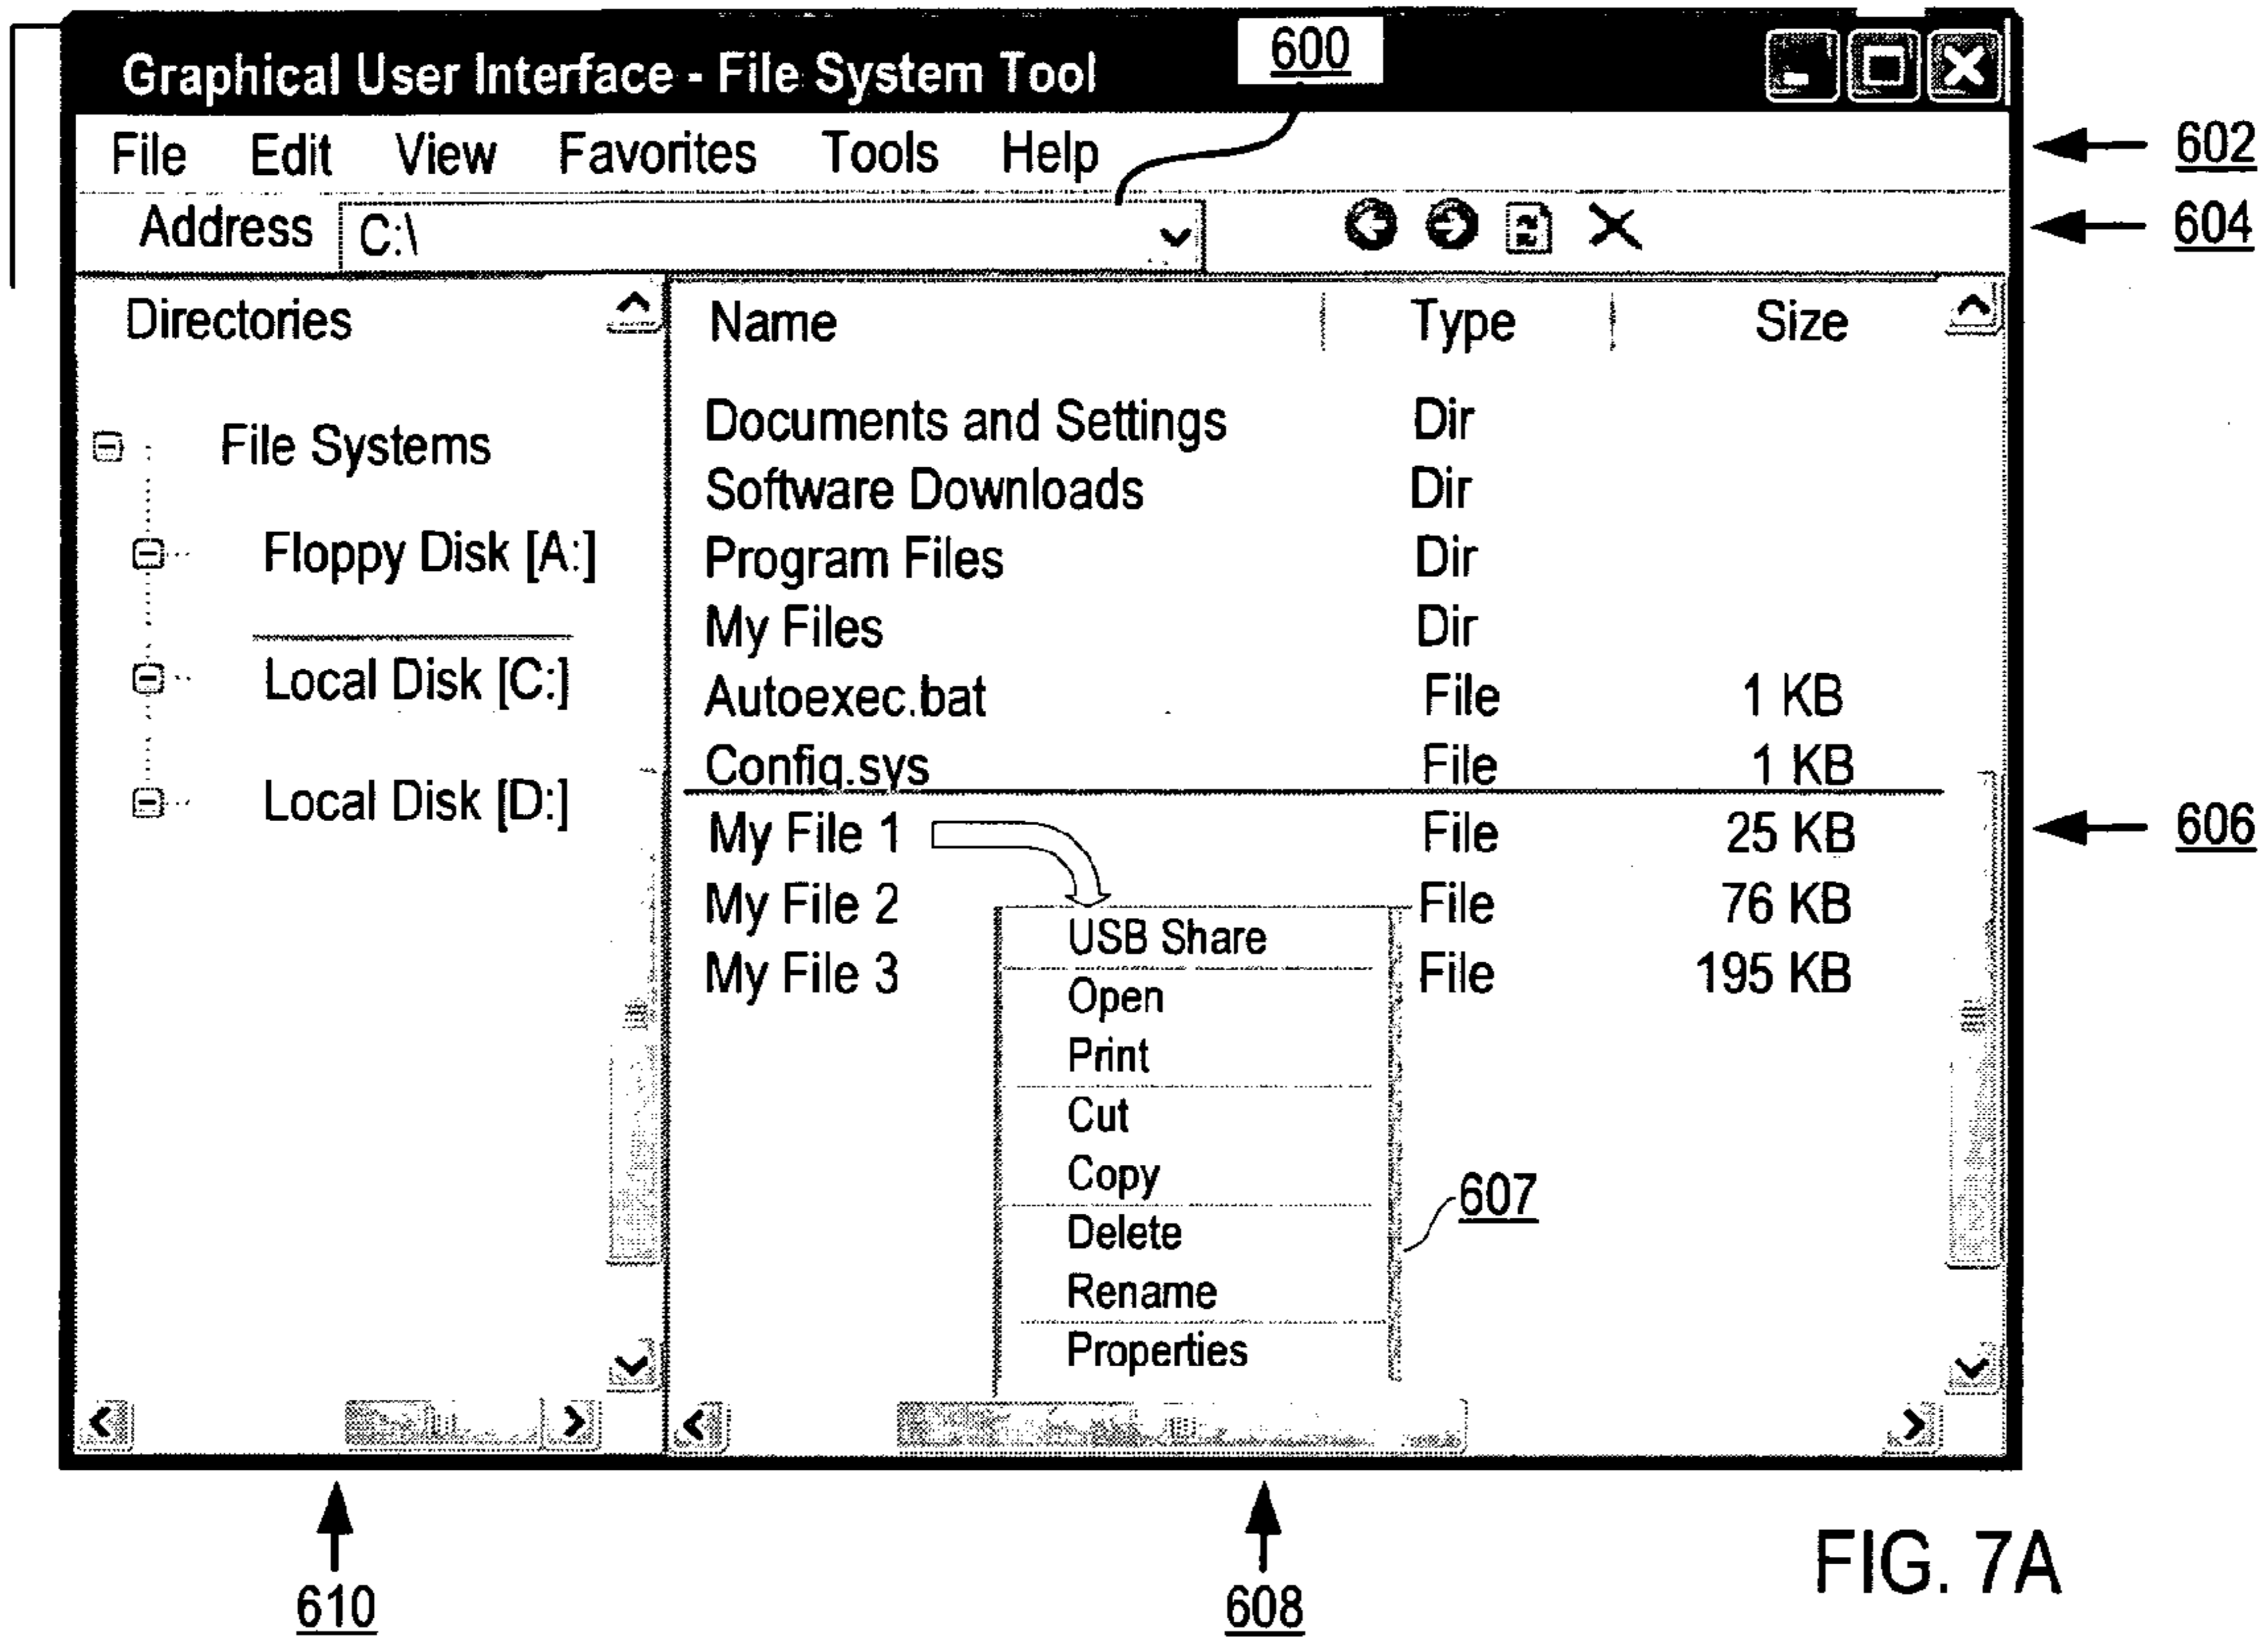 600
Graphical User Interface - File System Tool
File Edit View Favorites Tools Help
602
Address C:\
604
Directories
File Systems
Floppy Disk [A:]
Local Disk [C:]
Local Disk [D:]
Name Type Size
Documents and Settings Dir
Software Downloads Dir
Program Files Dir
My Files Dir
Autoexec.bat File 1 KB
Config.sys File 1 KB
My File 1 File 25 KB
606
My File 2 File 76 KB
My File 3 File 195 KB
USB Share
Open
Print
Cut
Copy
Delete
Rename
Properties
607
610
608
FIG. 7A